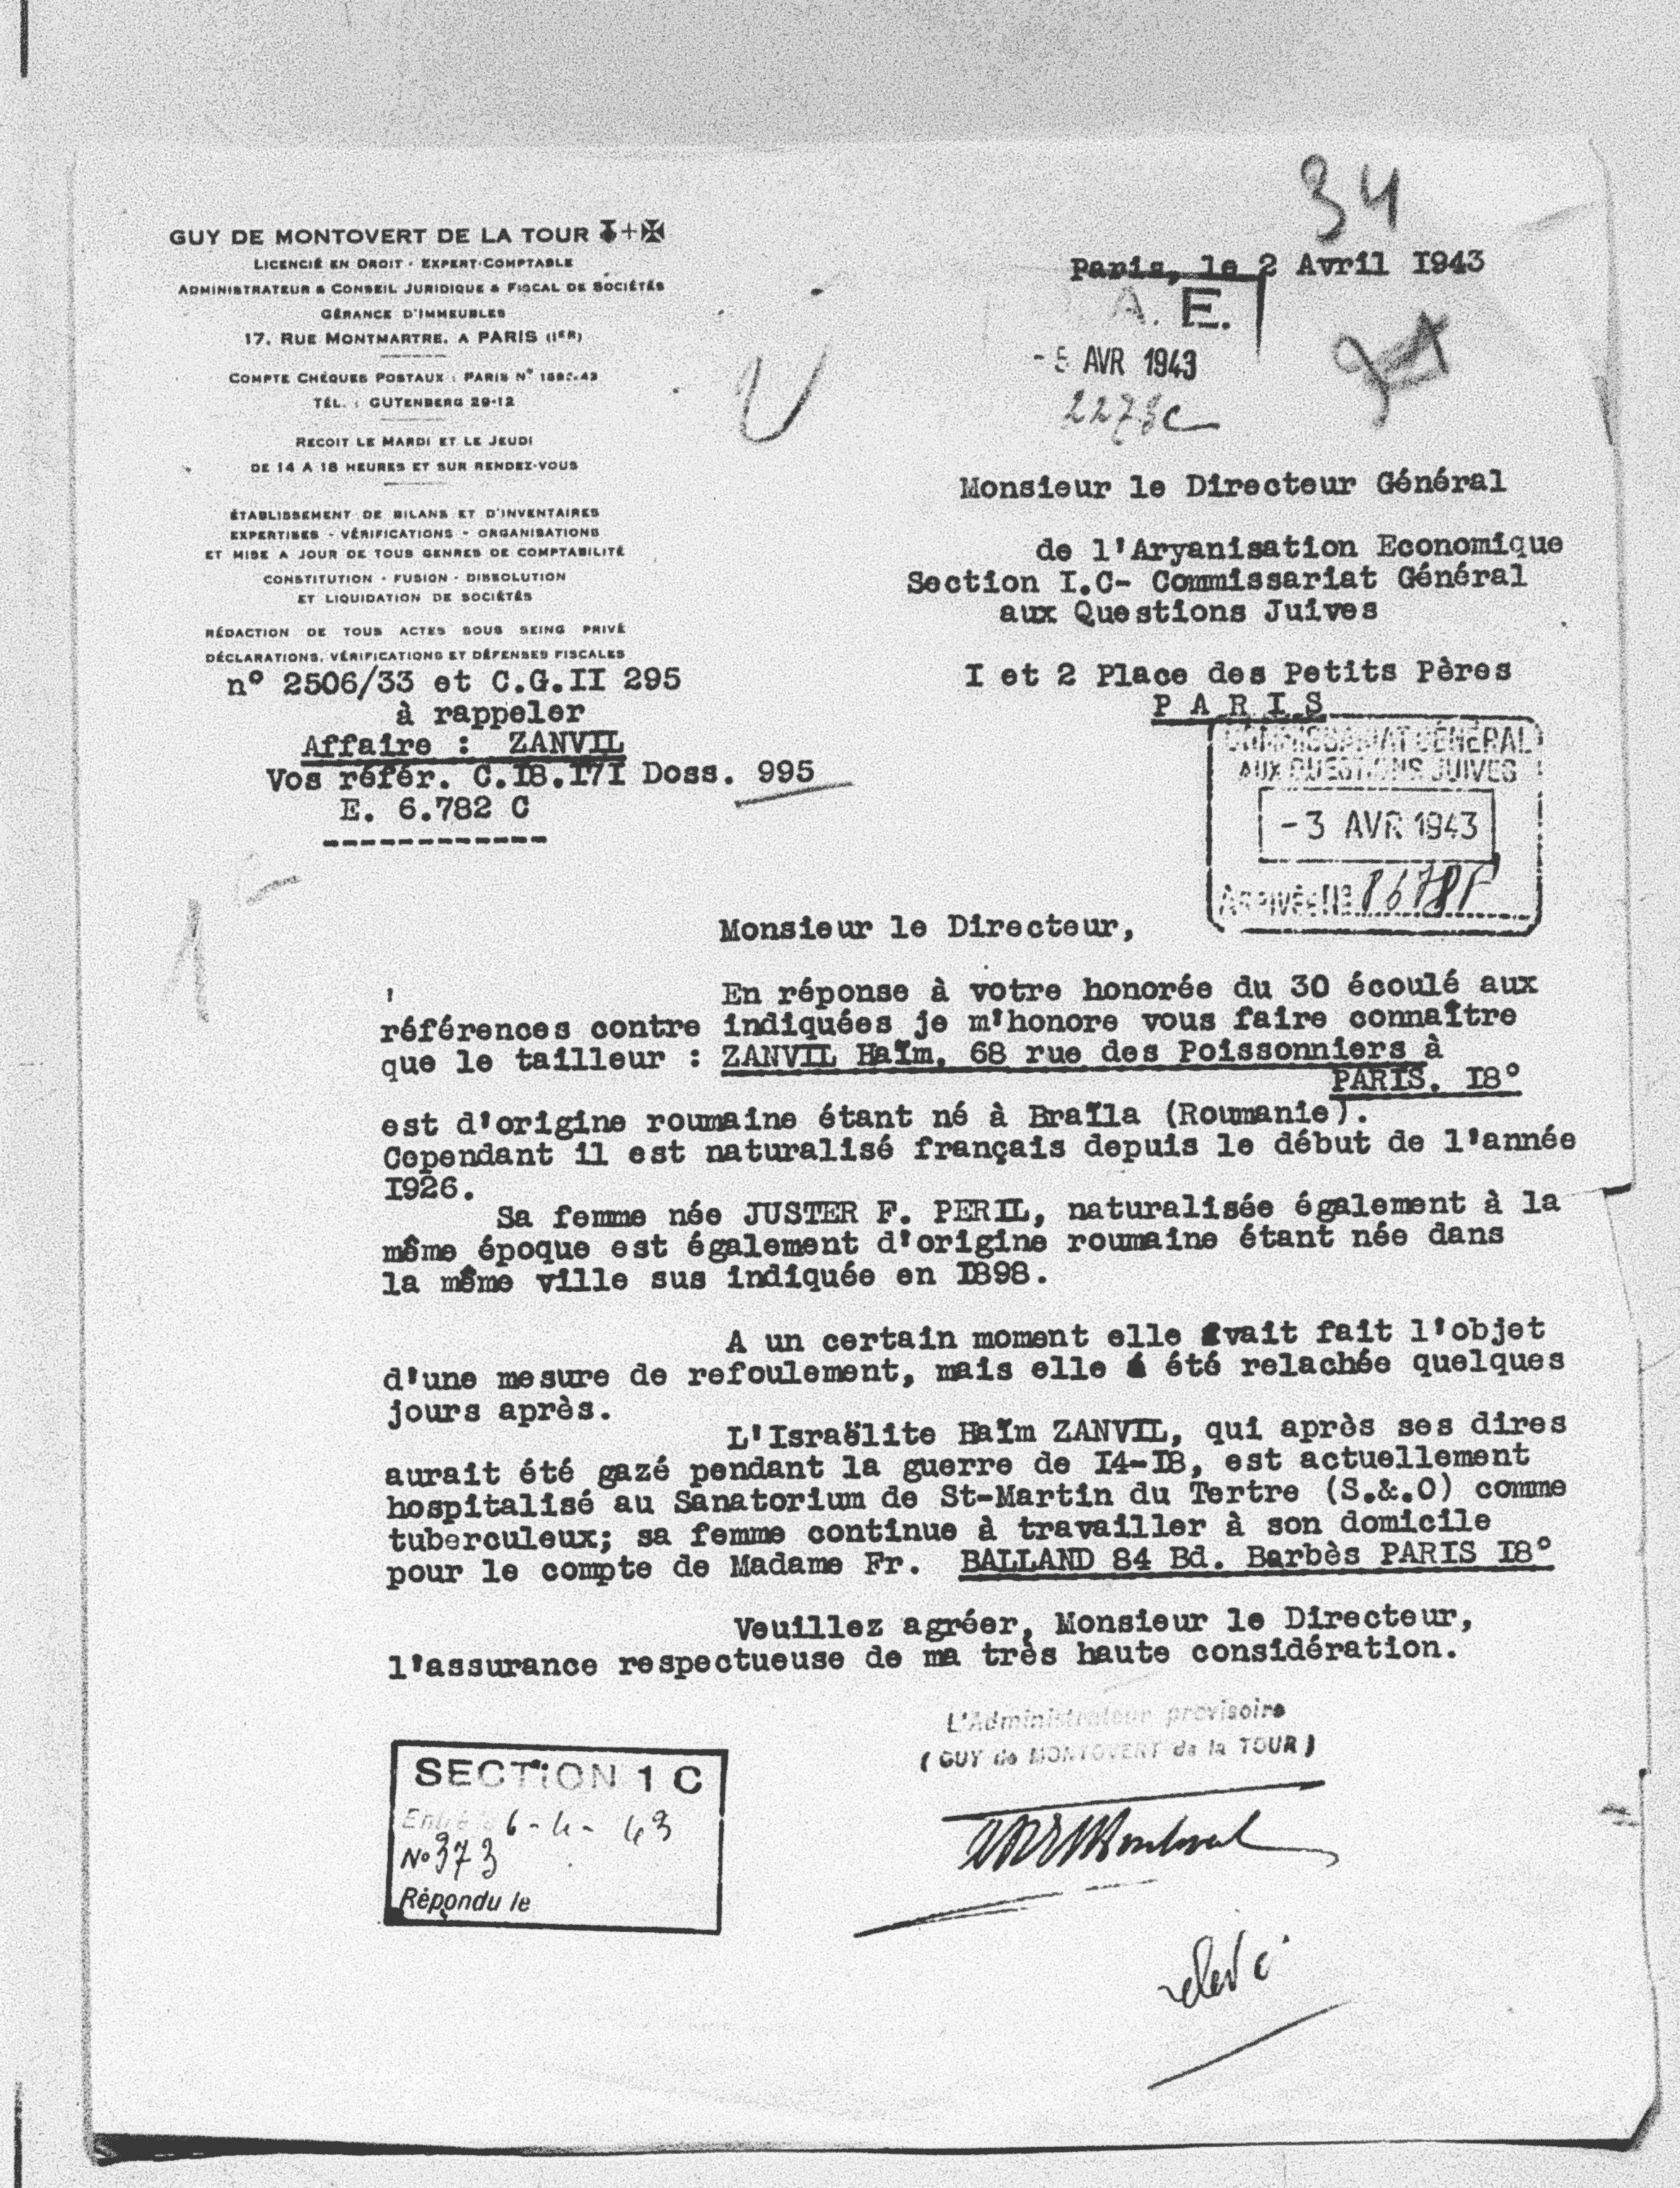 34
GUY DE MONTOVERT DE LA TOUR
LICENCIÉ EN DROIT - EXPERT-COMPTABLE
ADMINISTRATEUR & CONSEIL JURIDIQUE & FISCAL DE SOCIÉTÉS
GÉRANCE D'IMMEUBLES
17, RUE MONTMARTRE, A PARIS (1ER)
COMPTE CHÈQUES POSTAUX : PARIS N°
TÉL. : GUTENBERG 29-12
RECOIT LE MARDI ET LE JEUDI
DE 14 A 18 HEURES ET SUR RENDEZ-VOUS
ÉTABLISSEMENT DE BILANS ET D'INVENTAIRES
EXPERTISES - VÉRIFICATIONS - ORGANISATIONS
ET MISE A JOUR DE TOUS GENRES DE COMPTABILITÉ
CONSTITUTION - FUSION - DISSOLUTION
ET LIQUIDATION DE SOCIÉTÉS
RÉDACTION DE TOUS ACTES SOUS SEING PRIVÉ
DÉCLARATIONS, VÉRIFICATIONS ET DÉFENSES FISCALES
n° 2506/33 et C.G.II 295
à rappeler
Affaire : ZANVIL
Vos référ. C.I8.I7I Doss. 995
E. 6.782 C
Paris, le 2 Avril I943
A. E.
- 5 AVR 1943
Monsieur le Directeur Général
de l'Aryanisation Economique
Section I.C- Commissariat Général
aux Questions Juives
I et 2 Place des Petits Pères
P A R I S
COMMISSARIAT GÉNÉRAL
AUX QUESTIONS JUIVES
- 3 AVR 1943
ARRIVÉE N°
Monsieur le Directeur,
En réponse à votre honorée du 30 écoulé aux
références contre indiquées je m'honore vous faire connaître
que le tailleur : ZANVIL Haïm, 68 rue des Poissonniers à
PARIS. I8°
est d'origine roumaine étant né à Braïla (Roumanie).
Cependant il est naturalisé français depuis le début de l'année
I926.
Sa femme née JUSTER F. PERIL, naturalisée également à la
même époque est également d'origine roumaine étant née dans
la même ville sus indiquée en I898.
A un certain moment elle avait fait l'objet
d'une mesure de refoulement, mais elle a été relachée quelques
jours après.
L'Israëlite Haïm ZANVIL, qui après ses dires
aurait été gazé pendant la guerre de I4-I8, est actuellement
hospitalisé au Sanatorium de St-Martin du Tertre (S.&.O) comme
tuberculeux; sa femme continue à travailler à son domicile
pour le compte de Madame Fr. BALLAND 84 Bd. Barbès PARIS I8°
Veuillez agréer, Monsieur le Directeur,
l'assurance respectueuse de ma très haute considération.
L'Administrateur provisoire
( GUY de MONTOVERT de la TOUR )
SECTION 1 C
Entré le 6-4-43
N° 373
Répondu le